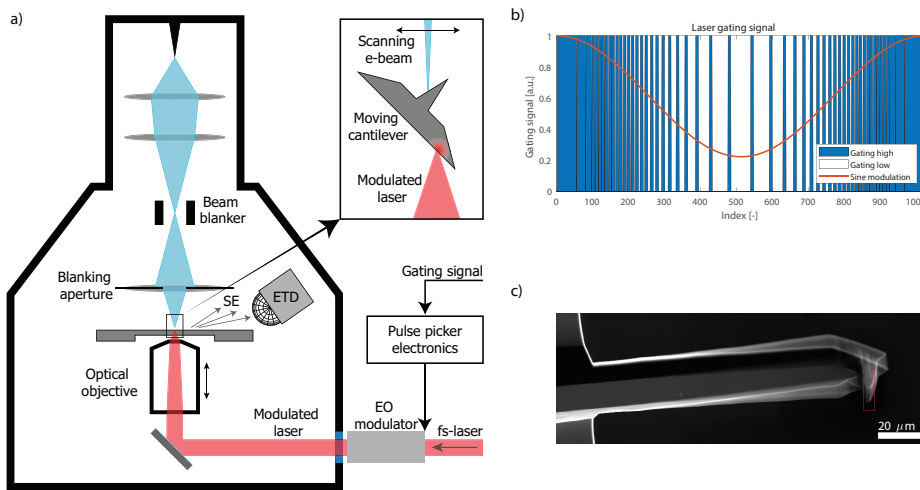 a)
Scanning
e-beam
Moving
cantilever
Modulated
laser
Beam
blanker
Blanking
aperture
SE
ETD
Optical
objective
Modulated
laser
Gating signal
Pulse picker
electronics
EO
modulator
fs-laser
b)
Laser gating signal
Gating signal [a.u.]
1
0.8
0.6
0.4
0.2
0
0 100 200 300 400 500 600 700 800 900 1000
Index [-]
Gating high
Gating low
Sine modulation
c)
20 μm